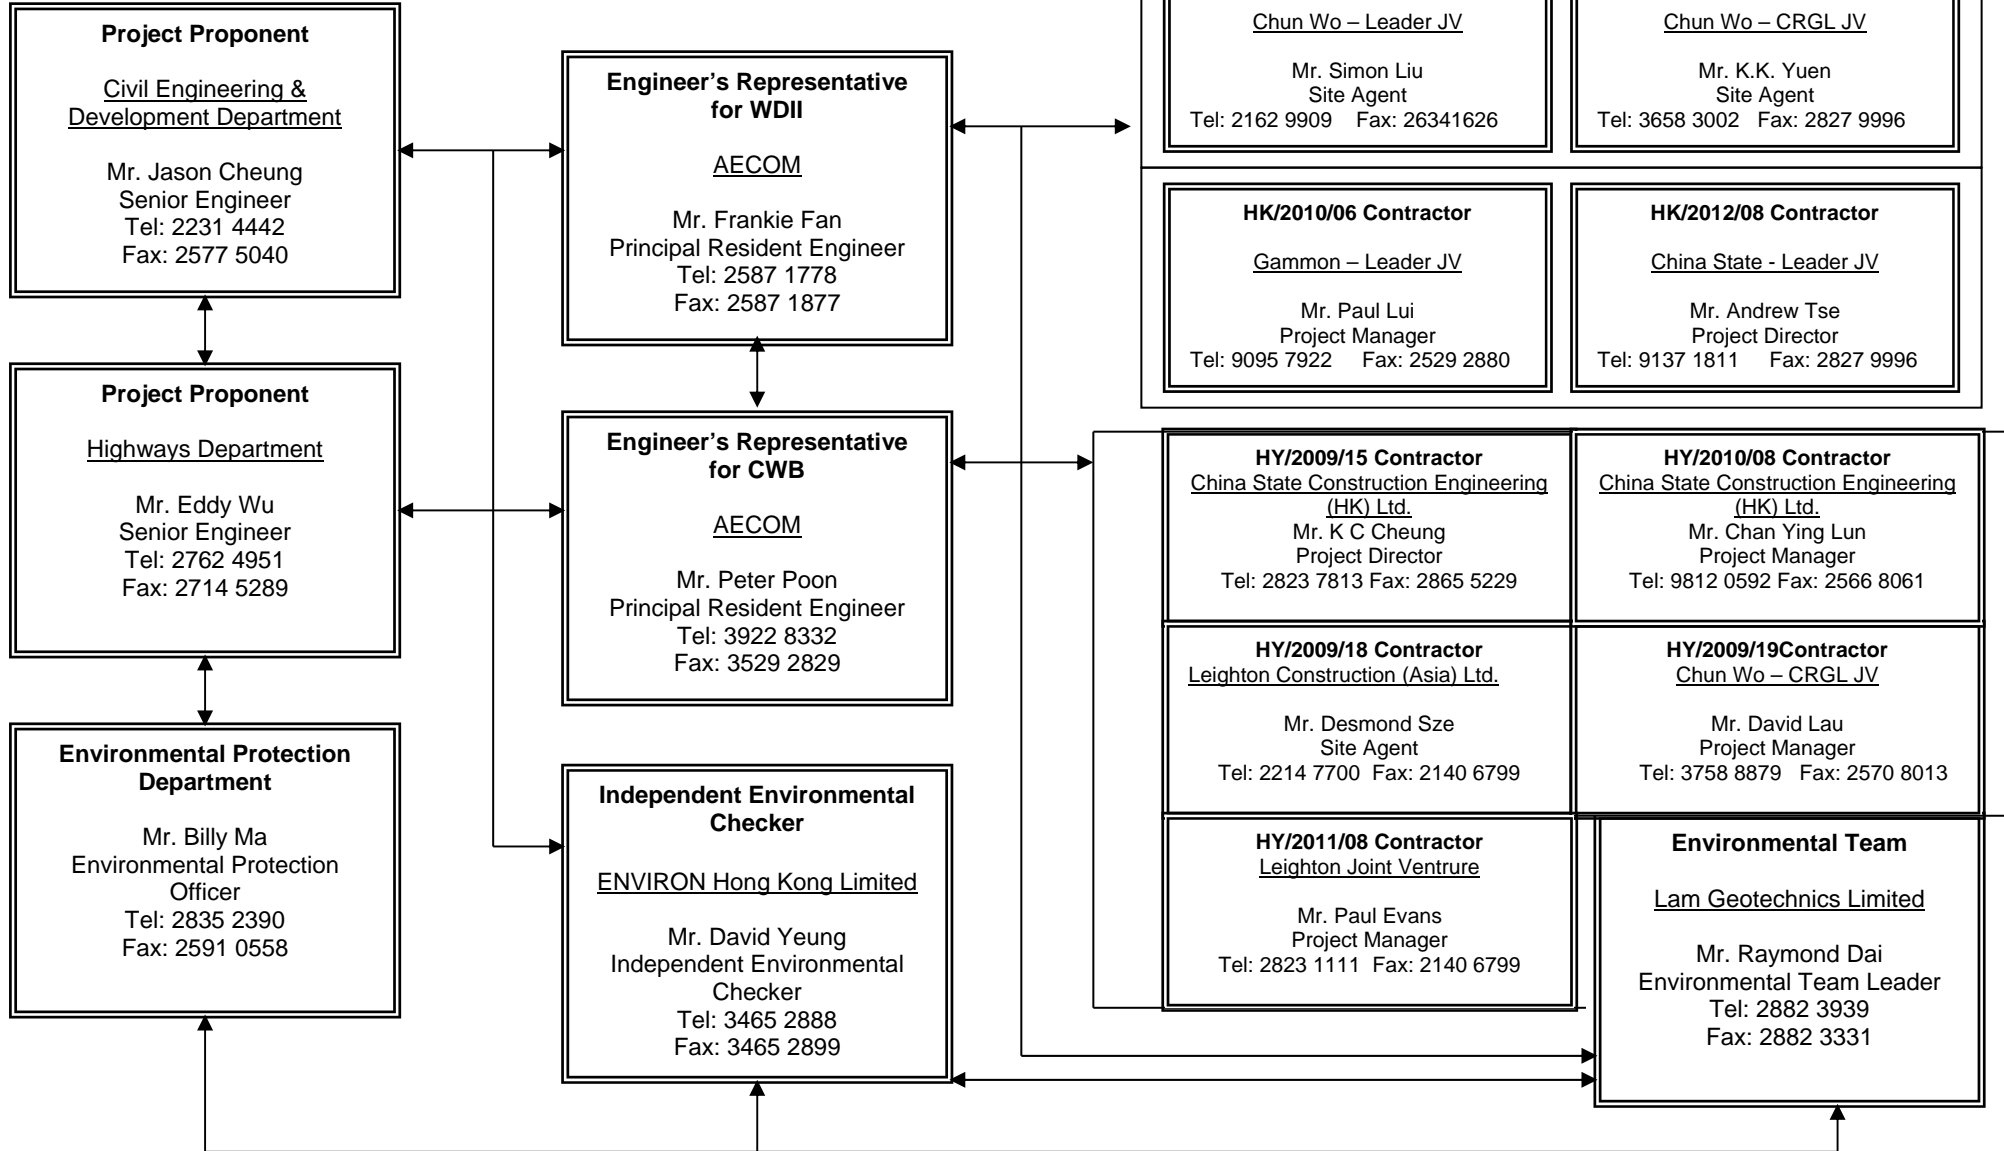 Project Proponent
Civil Engineering &
Development Department
Mr. Jason Cheung
Senior Engineer
Tel: 2231 4442
Fax: 2577 5040
Project Proponent
Highways Department
Mr. Eddy Wu
Senior Engineer
Tel: 2762 4951
Fax: 2714 5289
Environmental Protection
Department
Mr. Billy Ma
Environmental Protection
Officer
Tel: 2835 2390
Fax: 2591 0558
Engineer’s Representative
for WDII
AECOM
Mr. Frankie Fan
Principal Resident Engineer
Tel: 2587 1778
Fax: 2587 1877
Engineer’s Representative
for CWB
AECOM
Mr. Peter Poon
Principal Resident Engineer
Tel: 3922 8332
Fax: 3529 2829
Independent Environmental
Checker
ENVIRON Hong Kong Limited
Mr. David Yeung
Independent Environmental
Checker
Tel: 3465 2888
Fax: 3465 2899
Chun Wo – Leader JV
Mr. Simon Liu
Site Agent
Tel: 2162 9909 Fax: 26341626
Chun Wo – CRGL JV
Mr. K.K. Yuen
Site Agent
Tel: 3658 3002 Fax: 2827 9996
HK/2010/06 Contractor
Gammon – Leader JV
Mr. Paul Lui
Project Manager
Tel: 9095 7922 Fax: 2529 2880
HK/2012/08 Contractor
China State - Leader JV
Mr. Andrew Tse
Project Director
Tel: 9137 1811 Fax: 2827 9996
HY/2009/15 Contractor
China State Construction Engineering
(HK) Ltd.
Mr. K C Cheung
Project Director
Tel: 2823 7813 Fax: 2865 5229
HY/2010/08 Contractor
China State Construction Engineering
(HK) Ltd.
Mr. Chan Ying Lun
Project Manager
Tel: 9812 0592 Fax: 2566 8061
HY/2009/18 Contractor
Leighton Construction (Asia) Ltd.
Mr. Desmond Sze
Site Agent
Tel: 2214 7700 Fax: 2140 6799
HY/2009/19Contractor
Chun Wo – CRGL JV
Mr. David Lau
Project Manager
Tel: 3758 8879 Fax: 2570 8013
HY/2011/08 Contractor
Leighton Joint Ventrure
Mr. Paul Evans
Project Manager
Tel: 2823 1111 Fax: 2140 6799
Environmental Team
Lam Geotechnics Limited
Mr. Raymond Dai
Environmental Team Leader
Tel: 2882 3939
Fax: 2882 3331